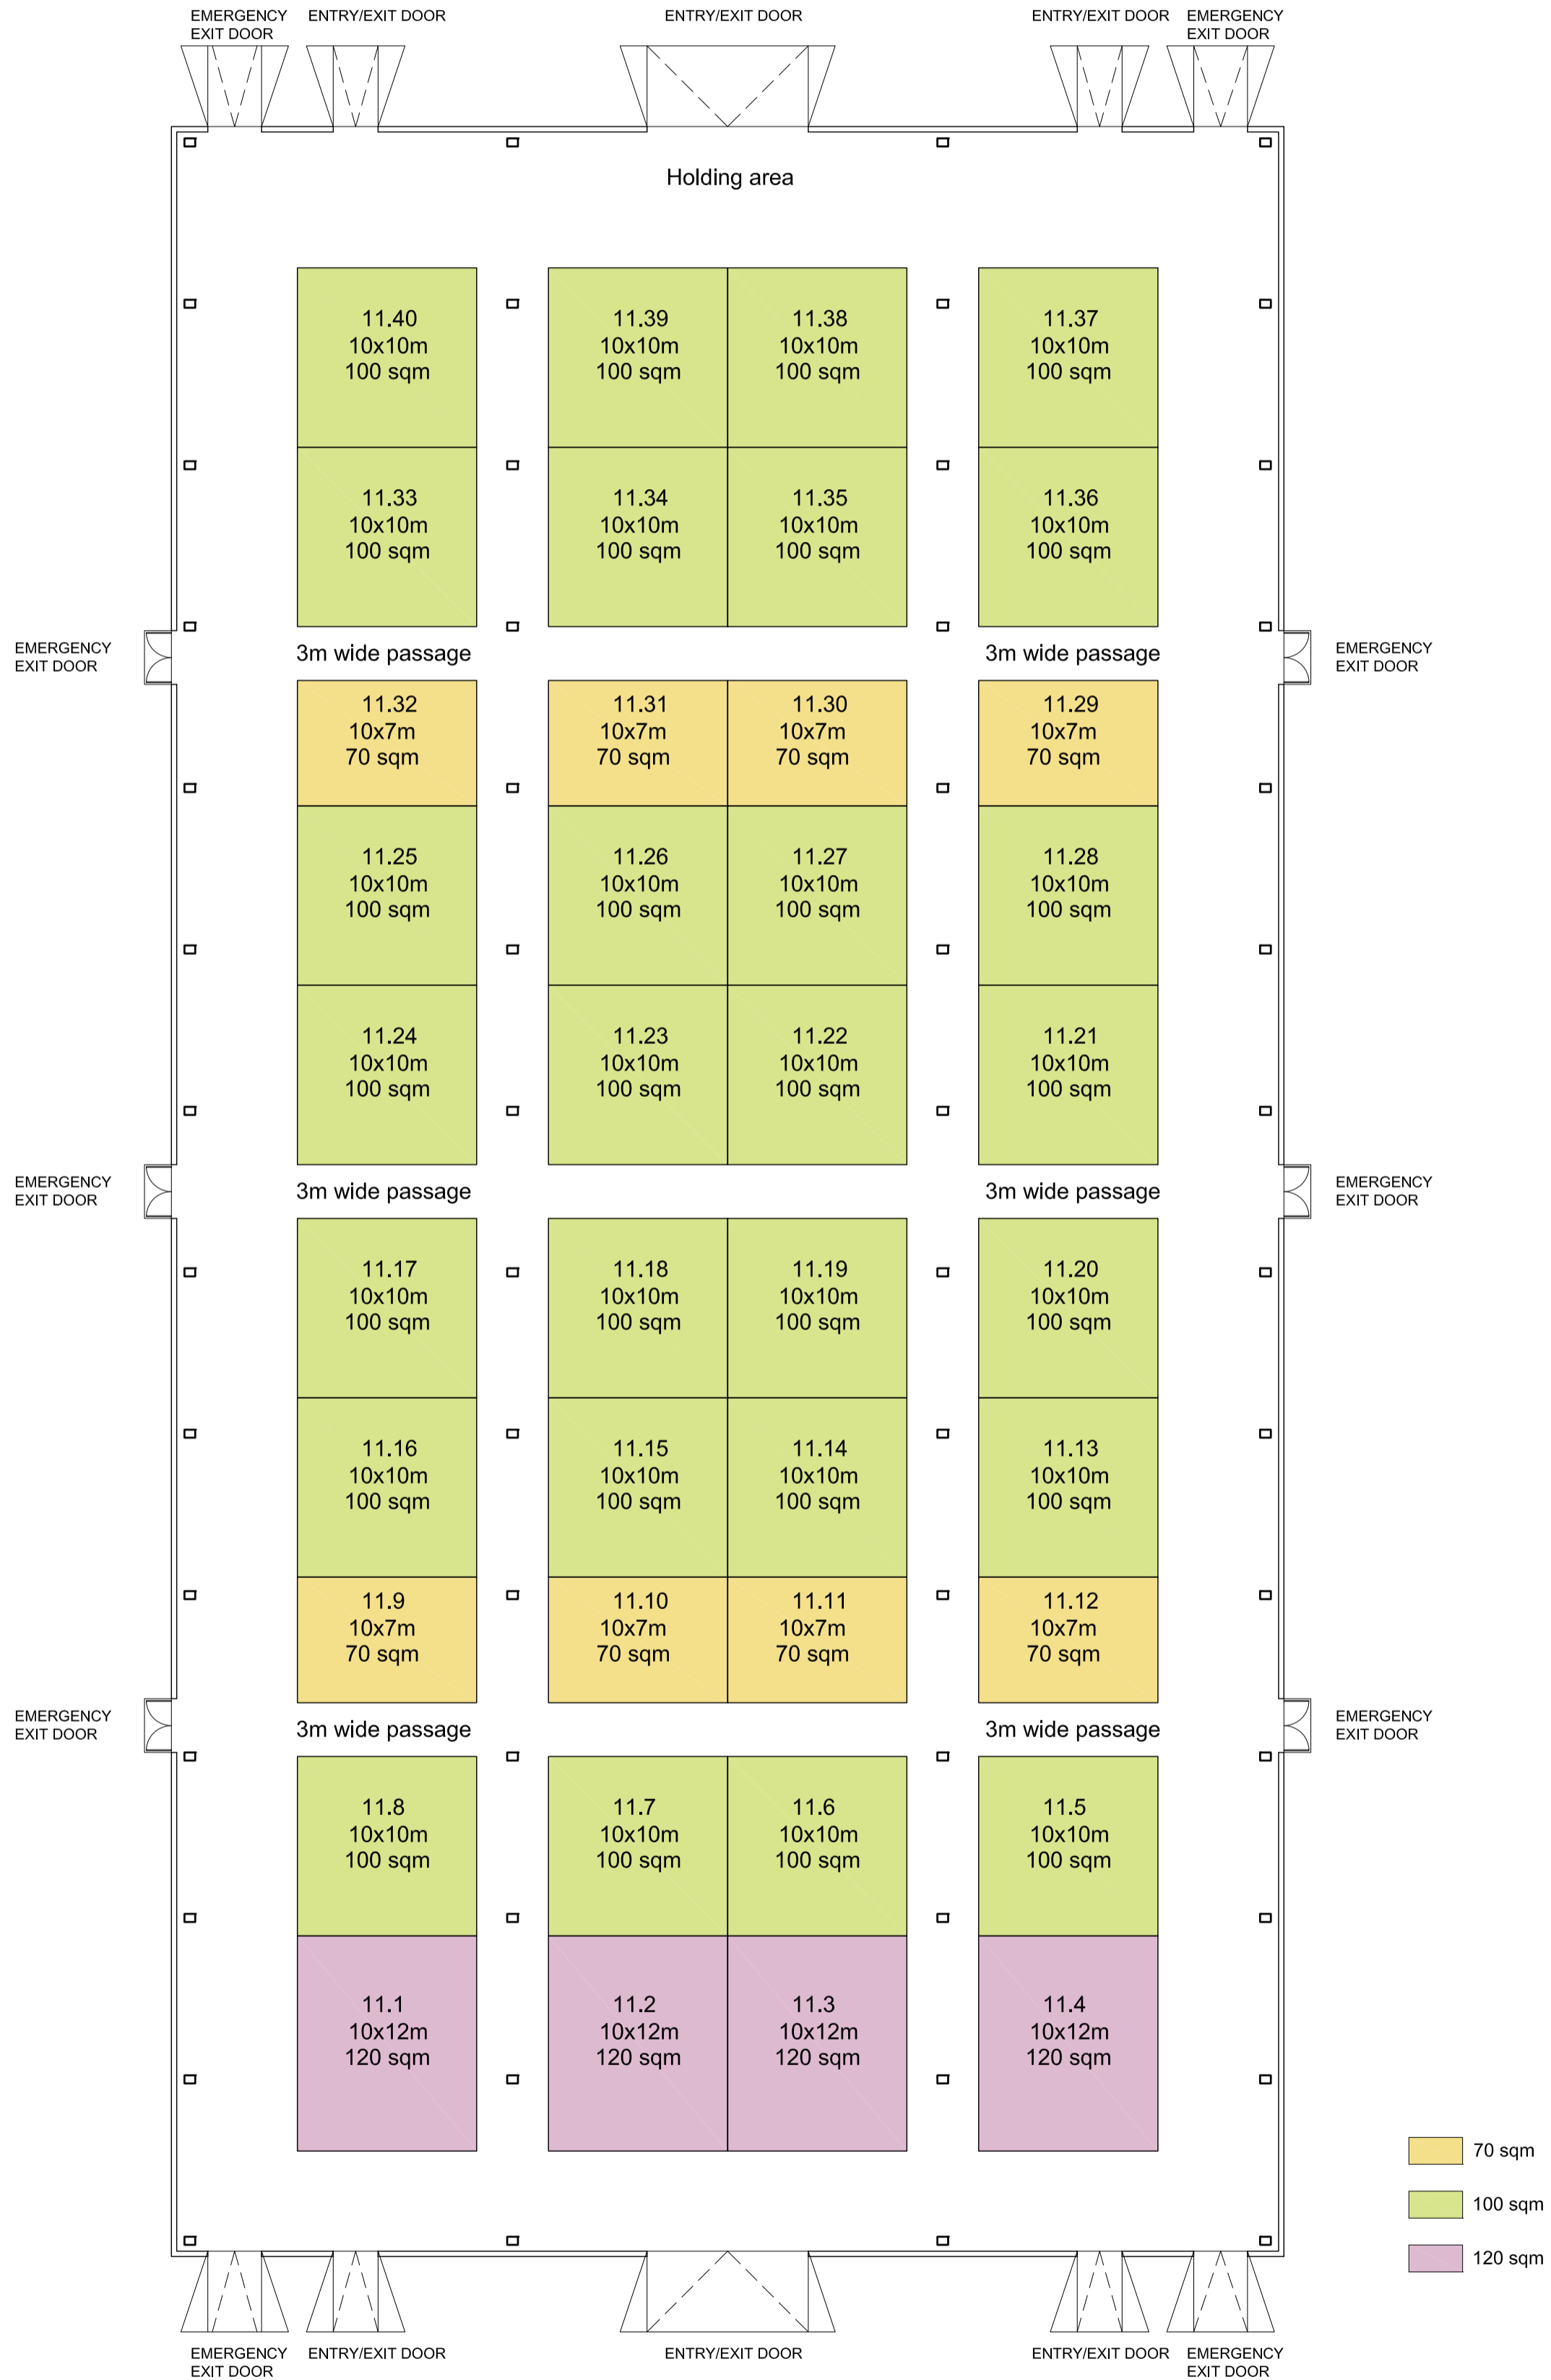 EMERGENCY
EXIT DOOR
ENTRY/EXIT DOOR
ENTRY/EXIT DOOR
ENTRY/EXIT DOOR
EMERGENCY
EXIT DOOR
Holding area
11.40
10x10m
100 sqm
11.39
10x10m
100 sqm
11.38
10x10m
100 sqm
11.37
10x10m
100 sqm
11.33
10x10m
100 sqm
11.34
10x10m
100 sqm
11.35
10x10m
100 sqm
11.36
10x10m
100 sqm
EMERGENCY
EXIT DOOR
3m wide passage
3m wide passage
EMERGENCY
EXIT DOOR
11.32
10x7m
70 sqm
11.31
10x7m
70 sqm
11.30
10x7m
70 sqm
11.29
10x7m
70 sqm
11.25
10x10m
100 sqm
11.26
10x10m
100 sqm
11.27
10x10m
100 sqm
11.28
10x10m
100 sqm
11.24
10x10m
100 sqm
11.23
10x10m
100 sqm
11.22
10x10m
100 sqm
11.21
10x10m
100 sqm
EMERGENCY
EXIT DOOR
3m wide passage
3m wide passage
EMERGENCY
EXIT DOOR
11.17
10x10m
100 sqm
11.18
10x10m
100 sqm
11.19
10x10m
100 sqm
11.20
10x10m
100 sqm
11.16
10x10m
100 sqm
11.15
10x10m
100 sqm
11.14
10x10m
100 sqm
11.13
10x10m
100 sqm
11.9
10x7m
70 sqm
11.10
10x7m
70 sqm
11.11
10x7m
70 sqm
11.12
10x7m
70 sqm
EMERGENCY
EXIT DOOR
3m wide passage
3m wide passage
EMERGENCY
EXIT DOOR
11.8
10x10m
100 sqm
11.7
10x10m
100 sqm
11.6
10x10m
100 sqm
11.5
10x10m
100 sqm
11.1
10x12m
120 sqm
11.2
10x12m
120 sqm
11.3
10x12m
120 sqm
11.4
10x12m
120 sqm
70 sqm
100 sqm
120 sqm
EMERGENCY
EXIT DOOR
ENTRY/EXIT DOOR
ENTRY/EXIT DOOR
ENTRY/EXIT DOOR
EMERGENCY
EXIT DOOR